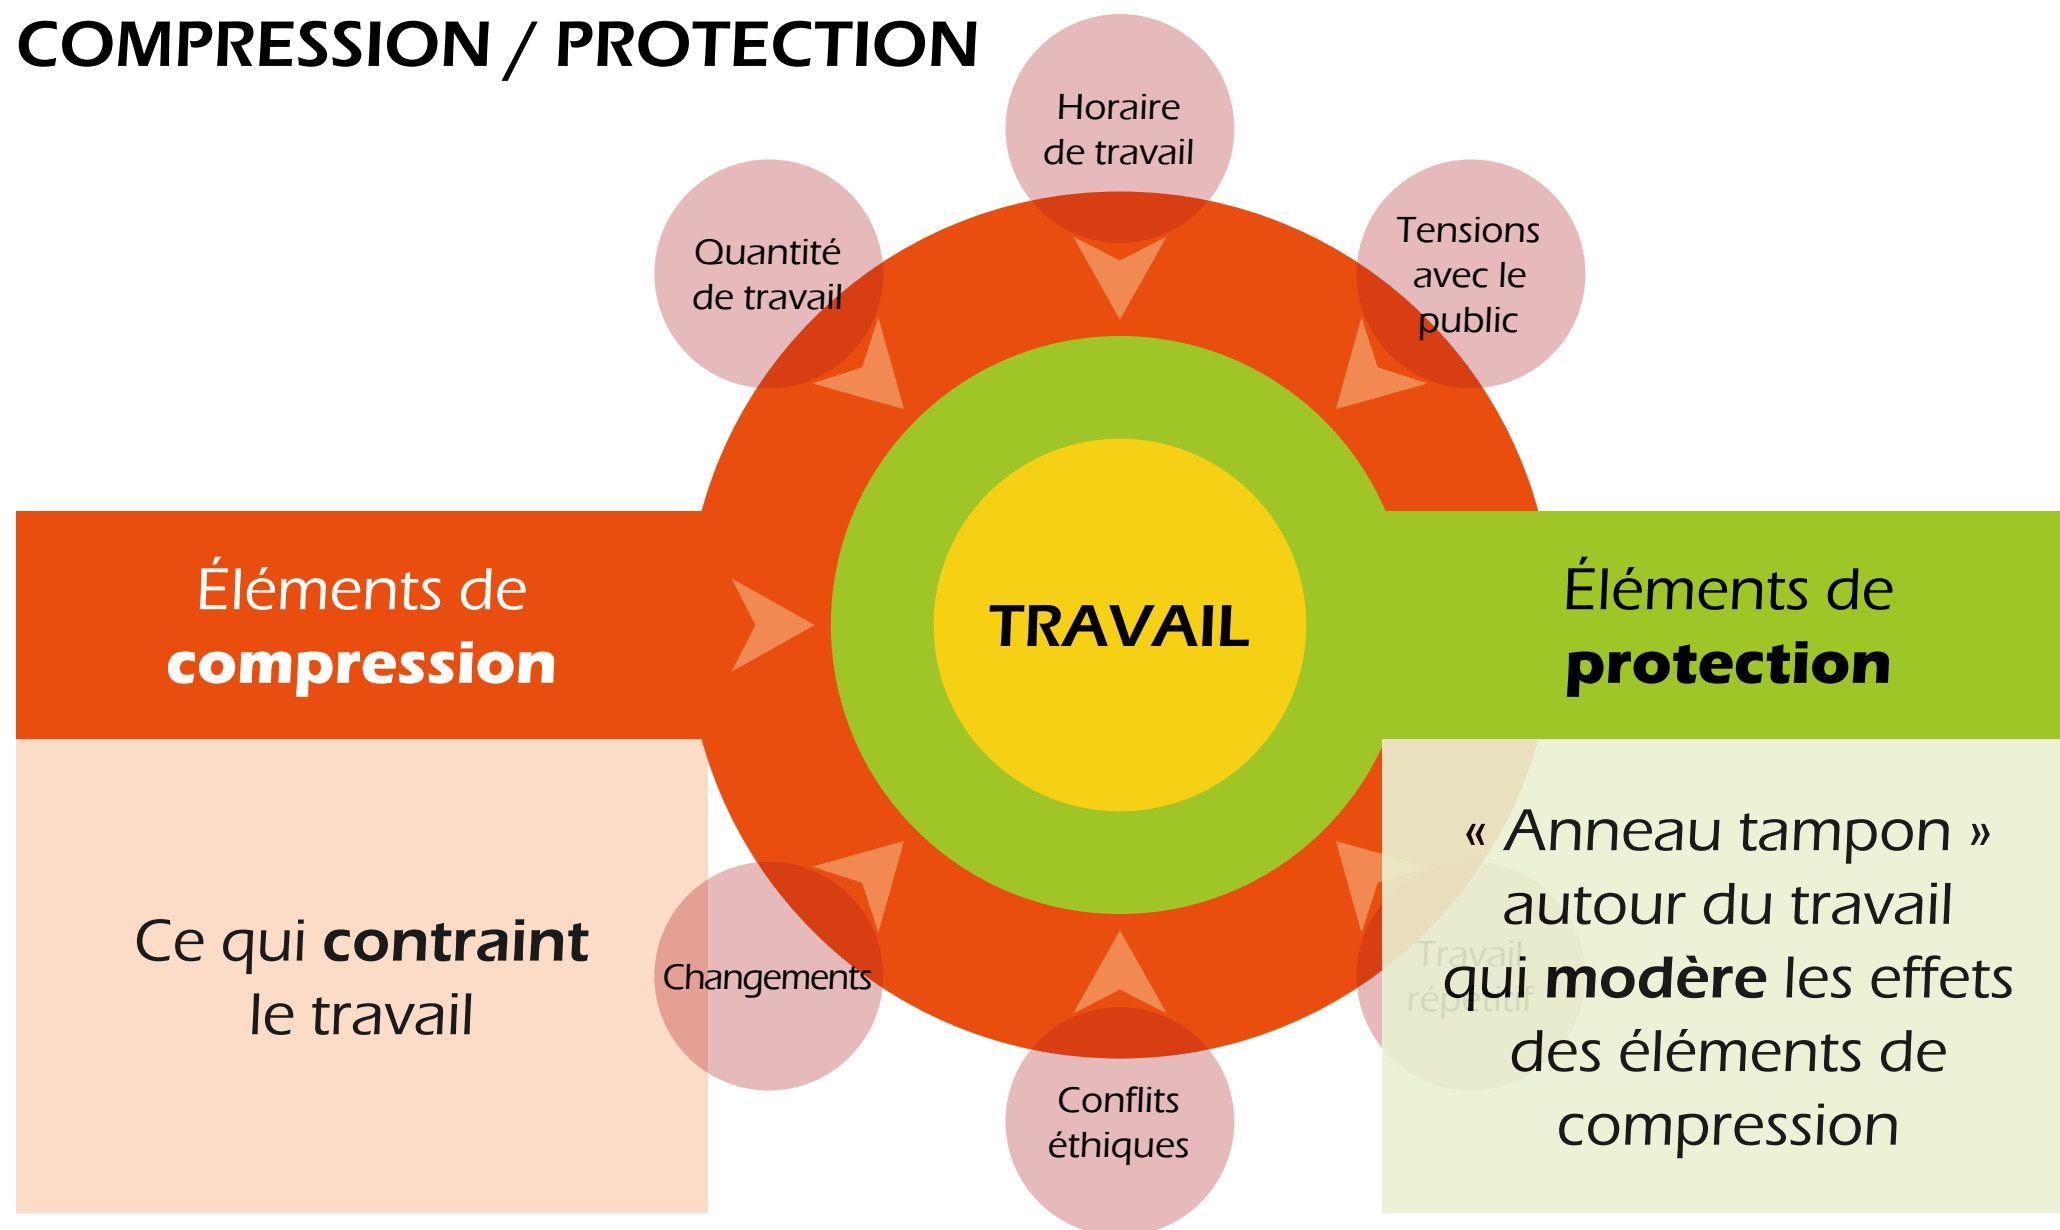 COMPRESSION / PROTECTION
Horaire
de travail
Quantité
de travail
Tensions
avec le
public
Éléments de
compression
TRAVAIL
Éléments de
protection
Ce qui contraint
le travail
Changements
Conflits
éthiques
Travail
répétitif
« Anneau tampon »
autour du travail
qui modère les effets
des éléments de
compression